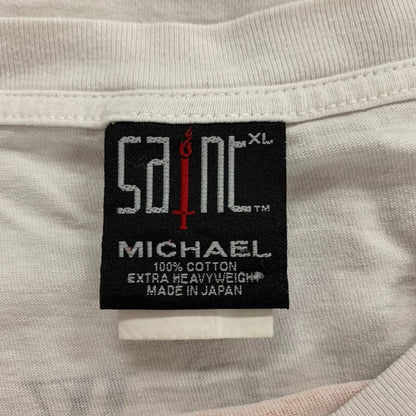 saint XL
TM
MICHAEL
100% COTTON
EXTRA HEAVYWEIGHT
MADE IN JAPAN